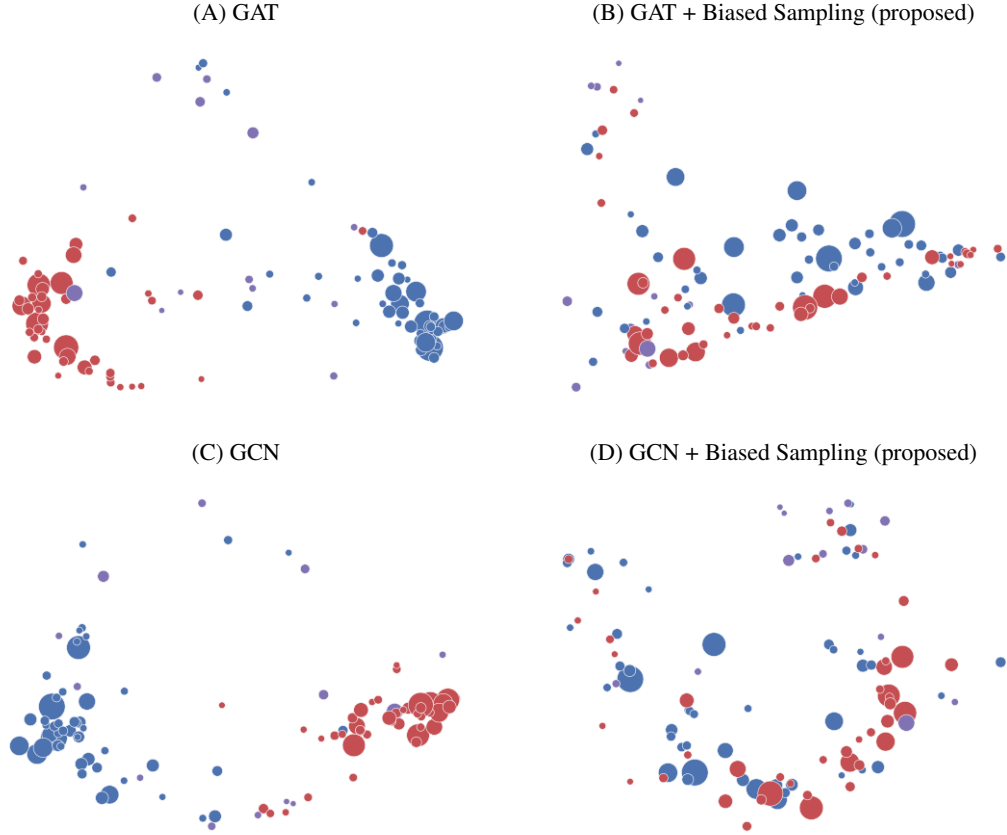 (A) GAT
(B) GAT + Biased Sampling (proposed)
(C) GCN
(D) GCN + Biased Sampling (proposed)